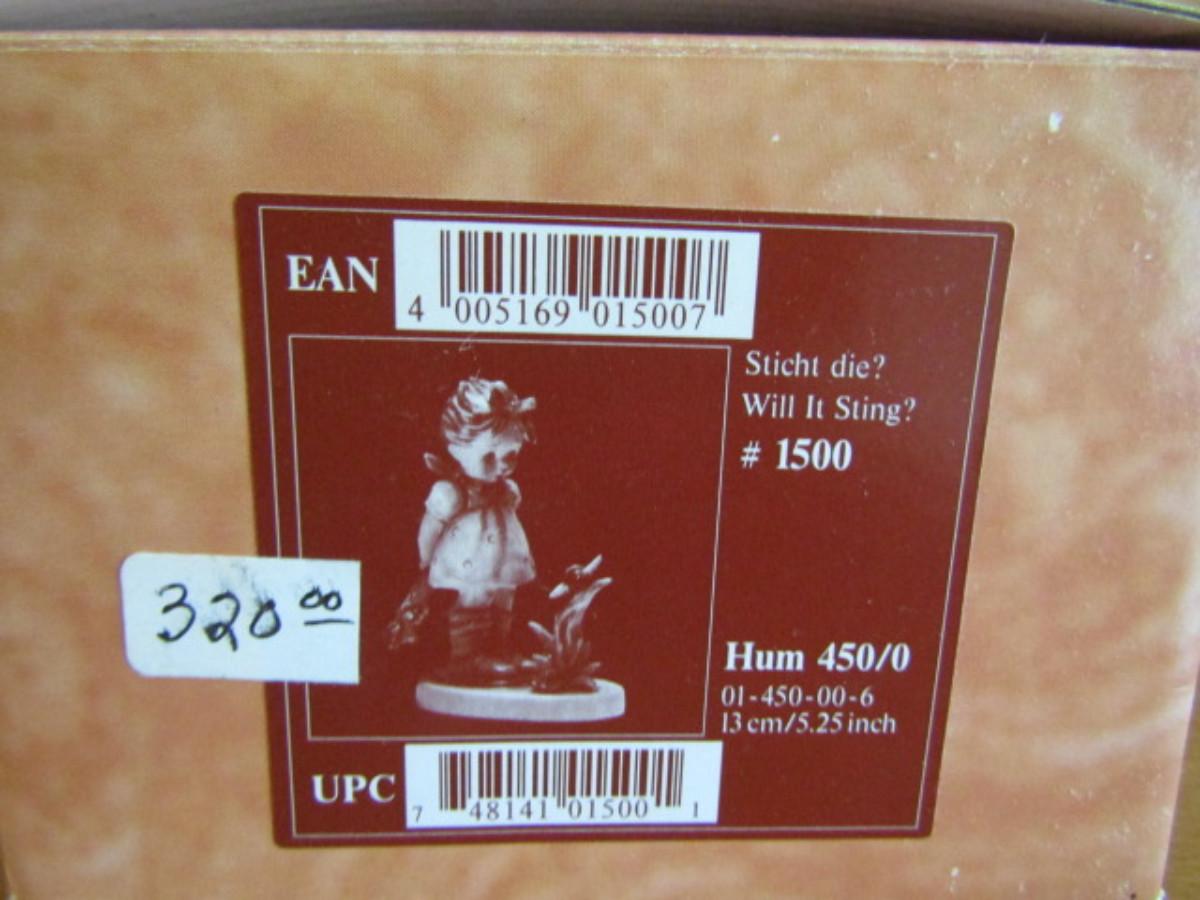 EAN
4 005169 015007
Sticht die?
Will It Sting?
# 1500
320 00
Hum 450/0
01-450-00-6
13 cm/5.25 inch
UPC
7 48141 01500 1